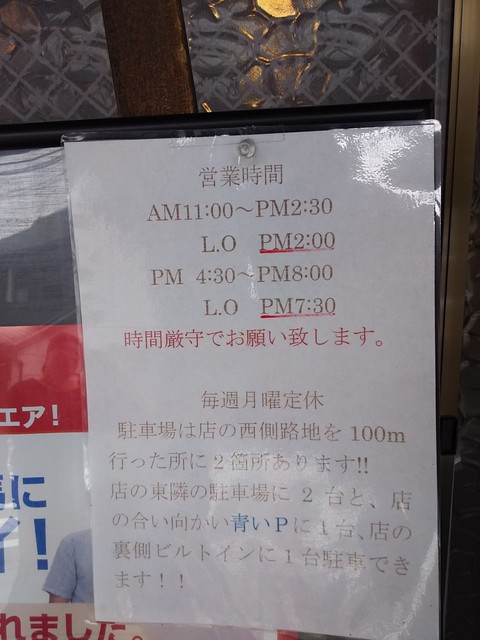 営業時間
AM11:00～PM2:30
L.O PM2:00
PM 4:30～PM8:00
L.O PM7:30
時間厳守でお願い致します。
毎週月曜定休
駐車場は店の西側路地を100m
行った所に2箇所あります!!
店の東隣の駐車場に2台と、店
の合い向かい青いPに1台、店の
裏側ビルトインに1台駐車でき
ます！！
ェア！
に
イ！
れました。